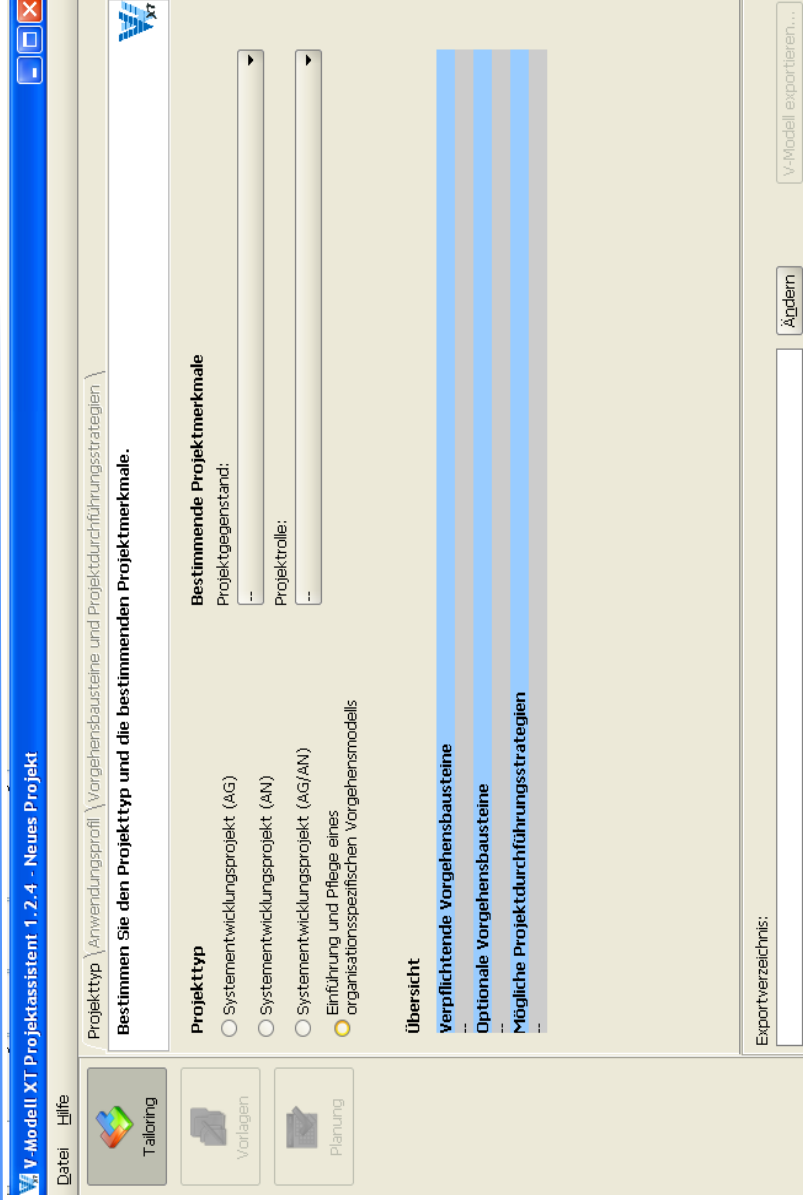 V-Modell XT Projektassistent 1.2.4 - Neues Projekt
Datei Hilfe
Tailoring
Vorlagen
Planung
Projekttyp Anwendungsprofil Vorgehensbausteine und Projektdurchführungsstrategien
Bestimmen Sie den Projekttyp und die bestimmenden Projektmerkmale.
XT
Projekttyp
Systementwicklungsprojekt (AG)
Systementwicklungsprojekt (AN)
Systementwicklungsprojekt (AG/AN)
Einführung und Pflege eines
organisationsspezifischen Vorgehensmodells
Bestimmende Projektmerkmale
Projektgegenstand:
--
Projektrolle:
--
Übersicht
Verpflichtende Vorgehensbausteine
--
Optionale Vorgehensbausteine
--
Mögliche Projektdurchführungsstrategien
--
Exportverzeichnis:
Ändern
V-Modell exportieren...